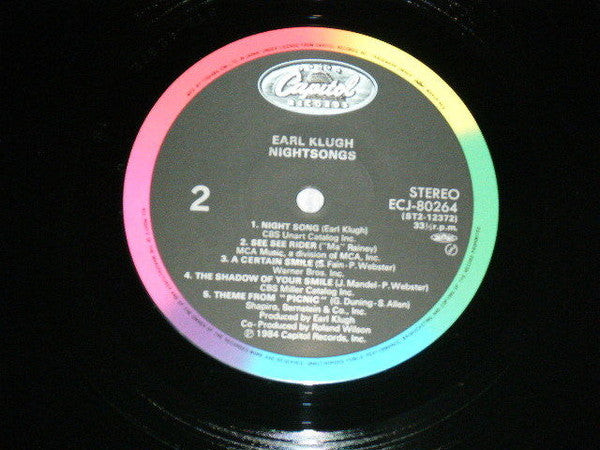 Capitol
RECORDS
EARL KLUGH
NIGHTSONGS
2
STEREO
ECJ-80264
(ST2-12372)
33⅓r.p.m.
1. NIGHT SONG (Earl Klugh)
CBS Unart Catalog Inc.
2. SEE SEE RIDER ("Ma" Rainey)
MCA Music, a division of MCA, Inc.
3. A CERTAIN SMILE (S. Fain-P. Webster)
Warner Bros. Inc.
4. THE SHADOW OF YOUR SMILE (J. Mandel-P. Webster)
CBS Miller Catalog Inc.
5. THEME FROM "PICNIC" (G. Duning-S. Allen)
Shapiro, Bernstein & Co., Inc.
Produced by Earl Klugh
Co-Produced by Roland Wilson
Ⓟ 1984 Capitol Records, Inc.